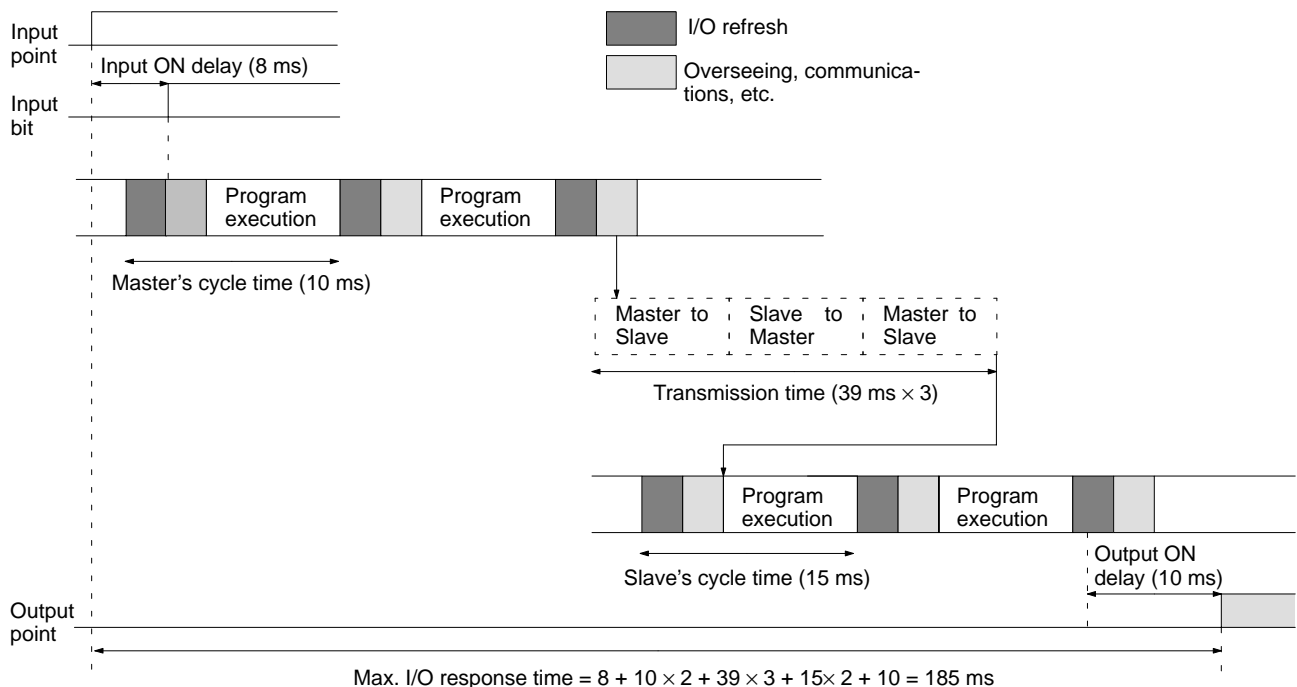 Input
point
I/O refresh
Input ON delay (8 ms)
Overseeing, communica-
tions, etc.
Input
bit
Program
execution
Program
execution
Master's cycle time (10 ms)
Master to
Slave
Slave to
Master
Master to
Slave
Transmission time (39 ms × 3)
Program
execution
Program
execution
Slave's cycle time (15 ms)
Output ON
delay (10 ms)
Output
point
Max. I/O response time = 8 + 10 × 2 + 39 × 3 + 15× 2 + 10 = 185 ms